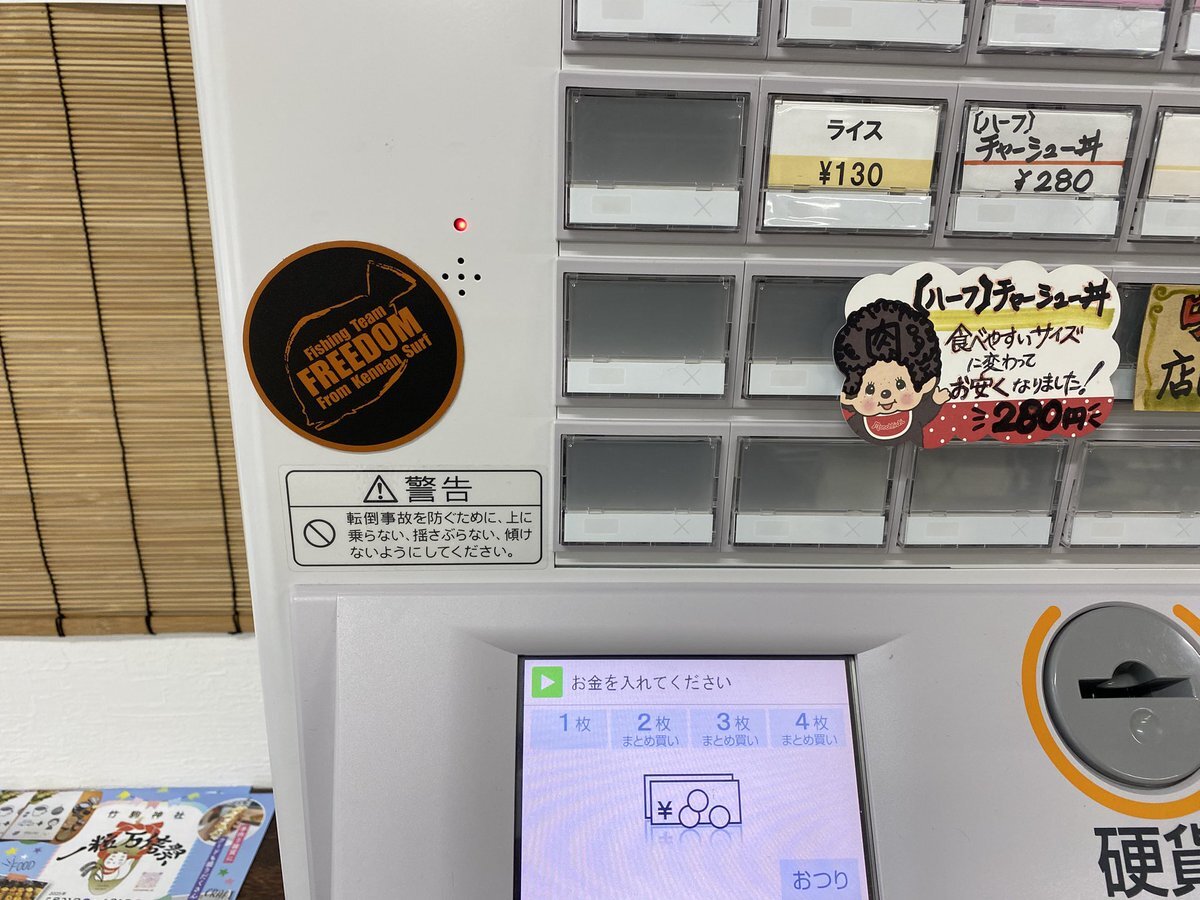 ライス
¥130
[ハーフ]
チャーシュー丼
¥280
[ハーフ]チャーシュー丼
肉
食べやすいサイズ
に変わって
お安くなりました!
280円
店
Fishing Team
FREEDOM
From Kennan Surf
警告
転倒事故を防ぐために、上に
乗らない、揺さぶらない、傾け
ないようにしてください。
お金を入れてください
1枚
2枚
まとめ買い
3枚
まとめ買い
4枚
まとめ買い
¥
おつり
硬貨
竹駒神社
一粒万倍祭
FOOD